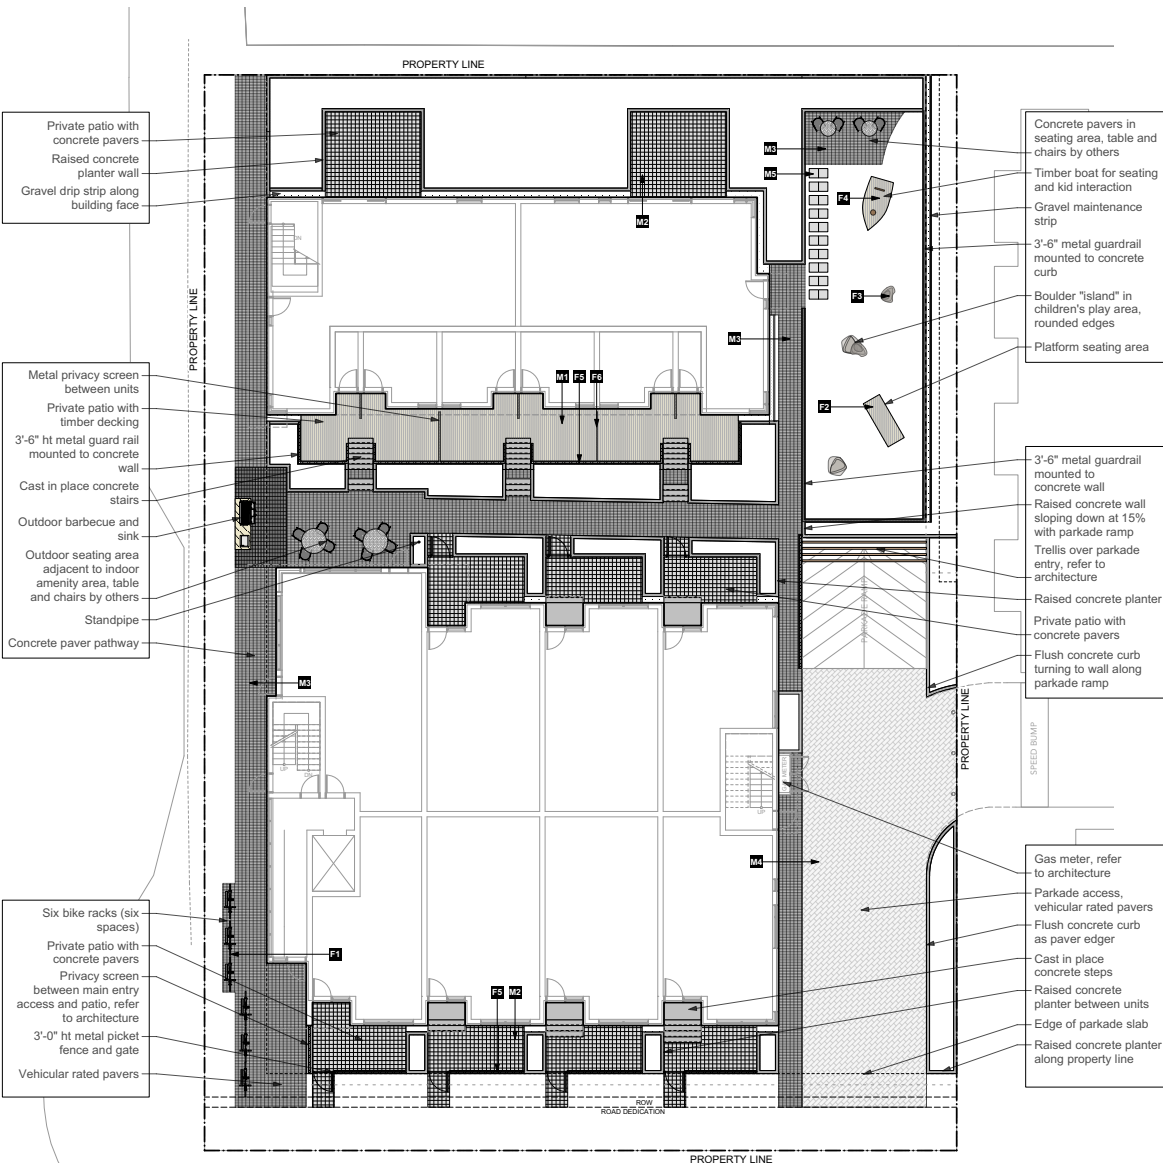 PROPERTY LINE
Private patio with
concrete pavers
Raised concrete
planter wall
Gravel drip strip along
building face
Concrete pavers in
seating area, table and
chairs by others
Timber boat for seating
and kid interaction
Gravel maintenance
strip
3'-6" metal guardrail
mounted to concrete
curb
Boulder "island" in
children's play area,
rounded edges
Platform seating area
M3
M5
F4
M2
DN
F3
PROPERTY LINE
M3
M1
F5
F6
F2
Metal privacy screen
between units
Private patio with
timber decking
3'-6" ht metal guard rail
mounted to concrete
wall
Cast in place concrete
stairs
Outdoor barbecue and
sink
Outdoor seating area
adjacent to indoor
amenity area, table
and chairs by others
Standpipe
Concrete paver pathway
3'-6" metal guardrail
mounted to
concrete wall
Raised concrete wall
sloping down at 15%
with parkade ramp
Trellis over parkade
entry, refer to
architecture
Raised concrete planter
Private patio with
concrete pavers
Flush concrete curb
turning to wall along
parkade ramp
M3
PROPERTY LINE
SPEED BUMP
UP
DN
UP
M4
Gas meter, refer
to architecture
Parkade access,
vehicular rated pavers
Flush concrete curb
as paver edger
Cast in place
concrete steps
Raised concrete
planter between units
Edge of parkade slab
Raised concrete planter
along property line
Six bike racks (six
spaces)
Private patio with
concrete pavers
Privacy screen
between main entry
access and patio, refer
to architecture
3'-0" ht metal picket
fence and gate
Vehicular rated pavers
F1
F5
M2
ROW
ROAD DEDICATION
PROPERTY LINE